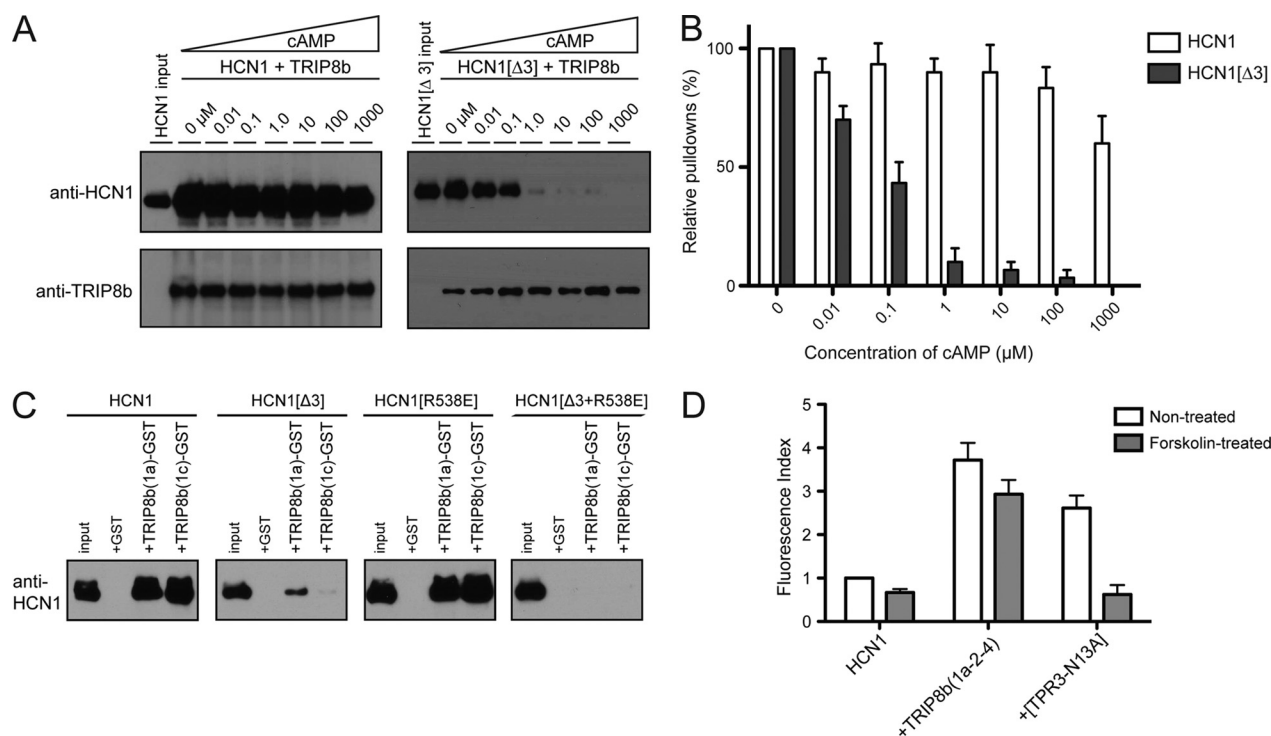 A
cAMP
HCN1 + TRIP8b
HCN1 input
0 μM
0.01
0.1
1.0
10
100
1000
cAMP
HCN1[Δ3] + TRIP8b
HCN1[Δ 3] input
0 μM
0.01
0.1
1.0
10
100
1000
anti-HCN1
anti-TRIP8b
B
HCN1
HCN1[Δ3]
Relative pulldowns (%)
100
50
0
0
0.01
0.1
1
10
100
1000
Concentration of cAMP (μM)
C
HCN1
HCN1[Δ3]
HCN1[R538E]
HCN1[Δ3+R538E]
input
+GST
+TRIP8b(1a)-GST
+TRIP8b(1c)-GST
input
+GST
+TRIP8b(1a)-GST
+TRIP8b(1c)-GST
input
+GST
+TRIP8b(1a)-GST
+TRIP8b(1c)-GST
input
+GST
+TRIP8b(1a)-GST
+TRIP8b(1c)-GST
anti-
HCN1
D
Non-treated
Forskolin-treated
Fluorescence Index
5
4
3
2
1
0
HCN1
+TRIP8b(1a-2-4)
+[TPR3-N13A]